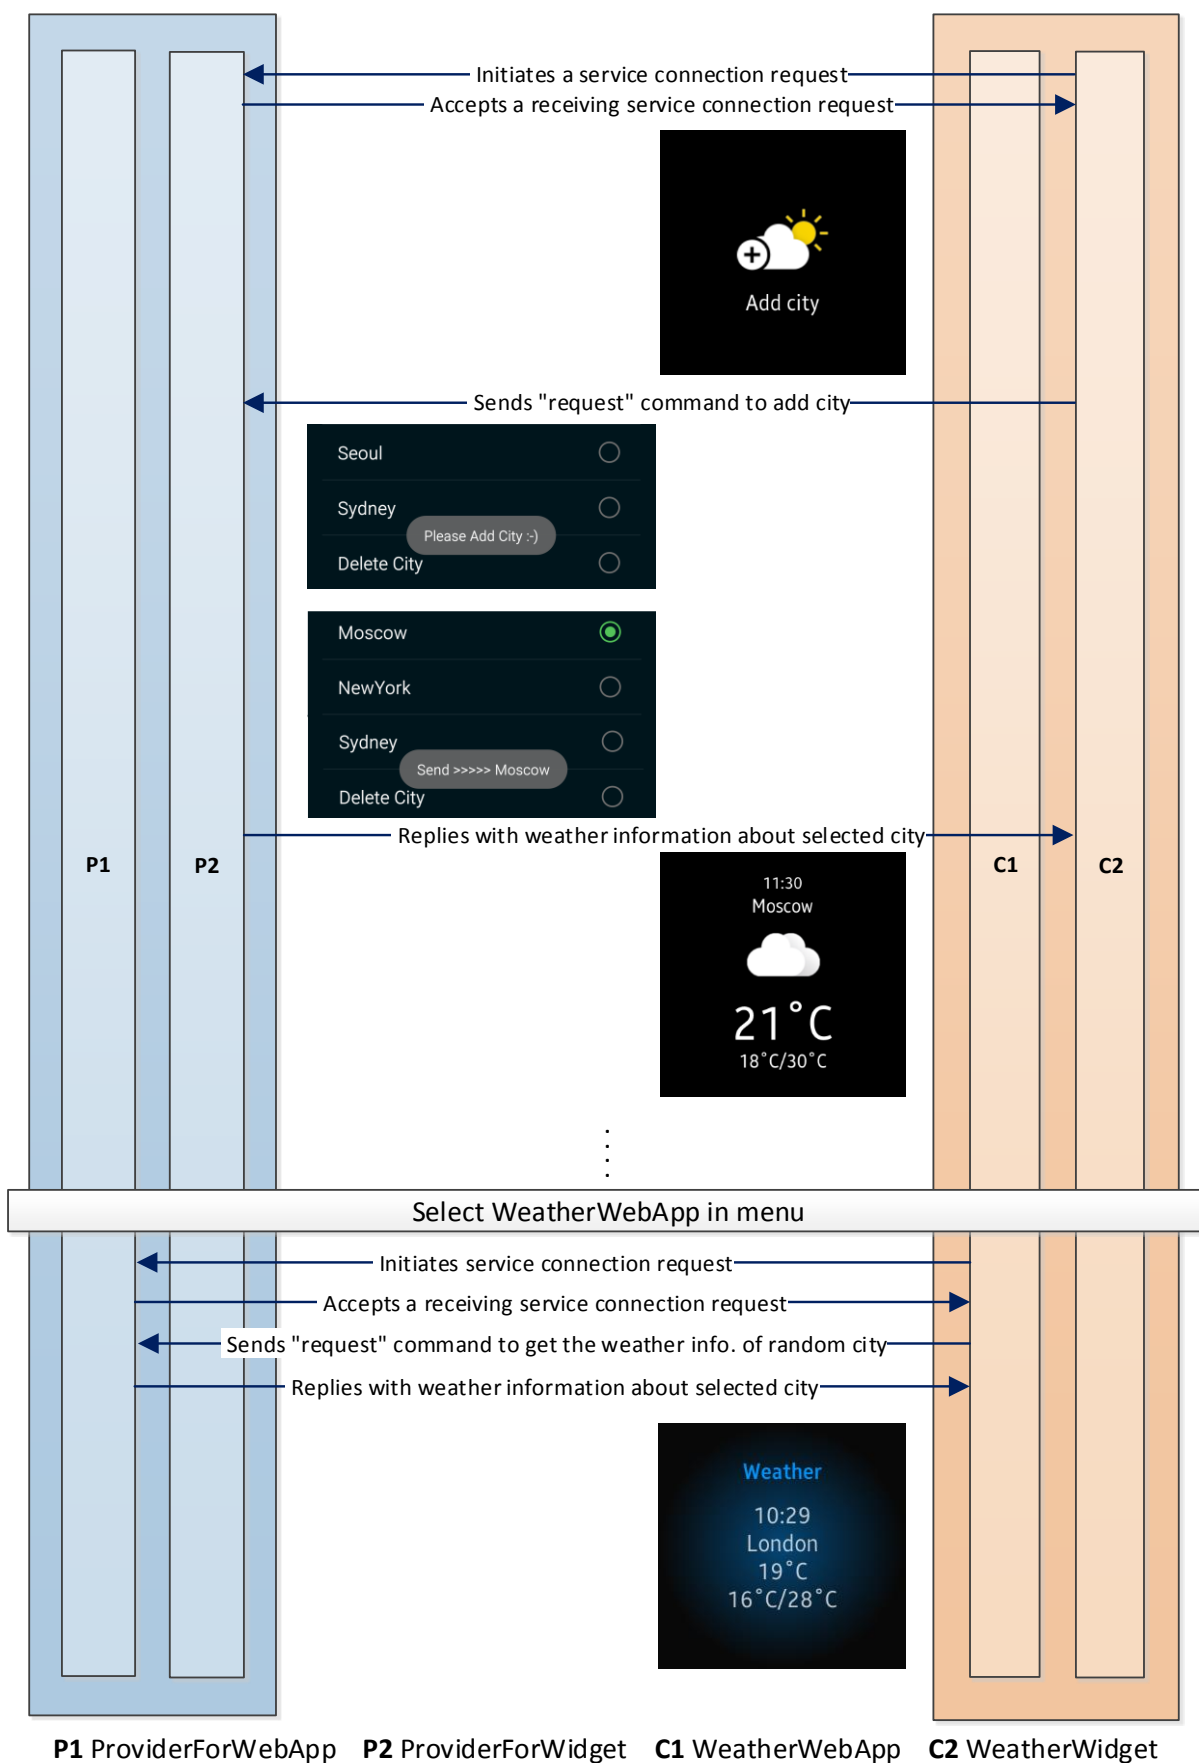 Initiates a service connection request
Accepts a receiving service connection request
Add city
Sends "request" command to add city
Seoul
Sydney
Please Add City :-)
Delete City
Moscow
NewYork
Sydney
Send >>>>> Moscow
Delete City
Replies with weather information about selected city
P1
P2
C1
C2
11:30
Moscow
21°C
18°C/30°C
Select WeatherWebApp in menu
Initiates service connection request
Accepts a receiving service connection request
Sends "request" command to get the weather info. of random city
Replies with weather information about selected city
Weather
10:29
London
19°C
16°C/28°C
P1 ProviderForWebApp P2 ProviderForWidget C1 WeatherWebApp C2 WeatherWidget